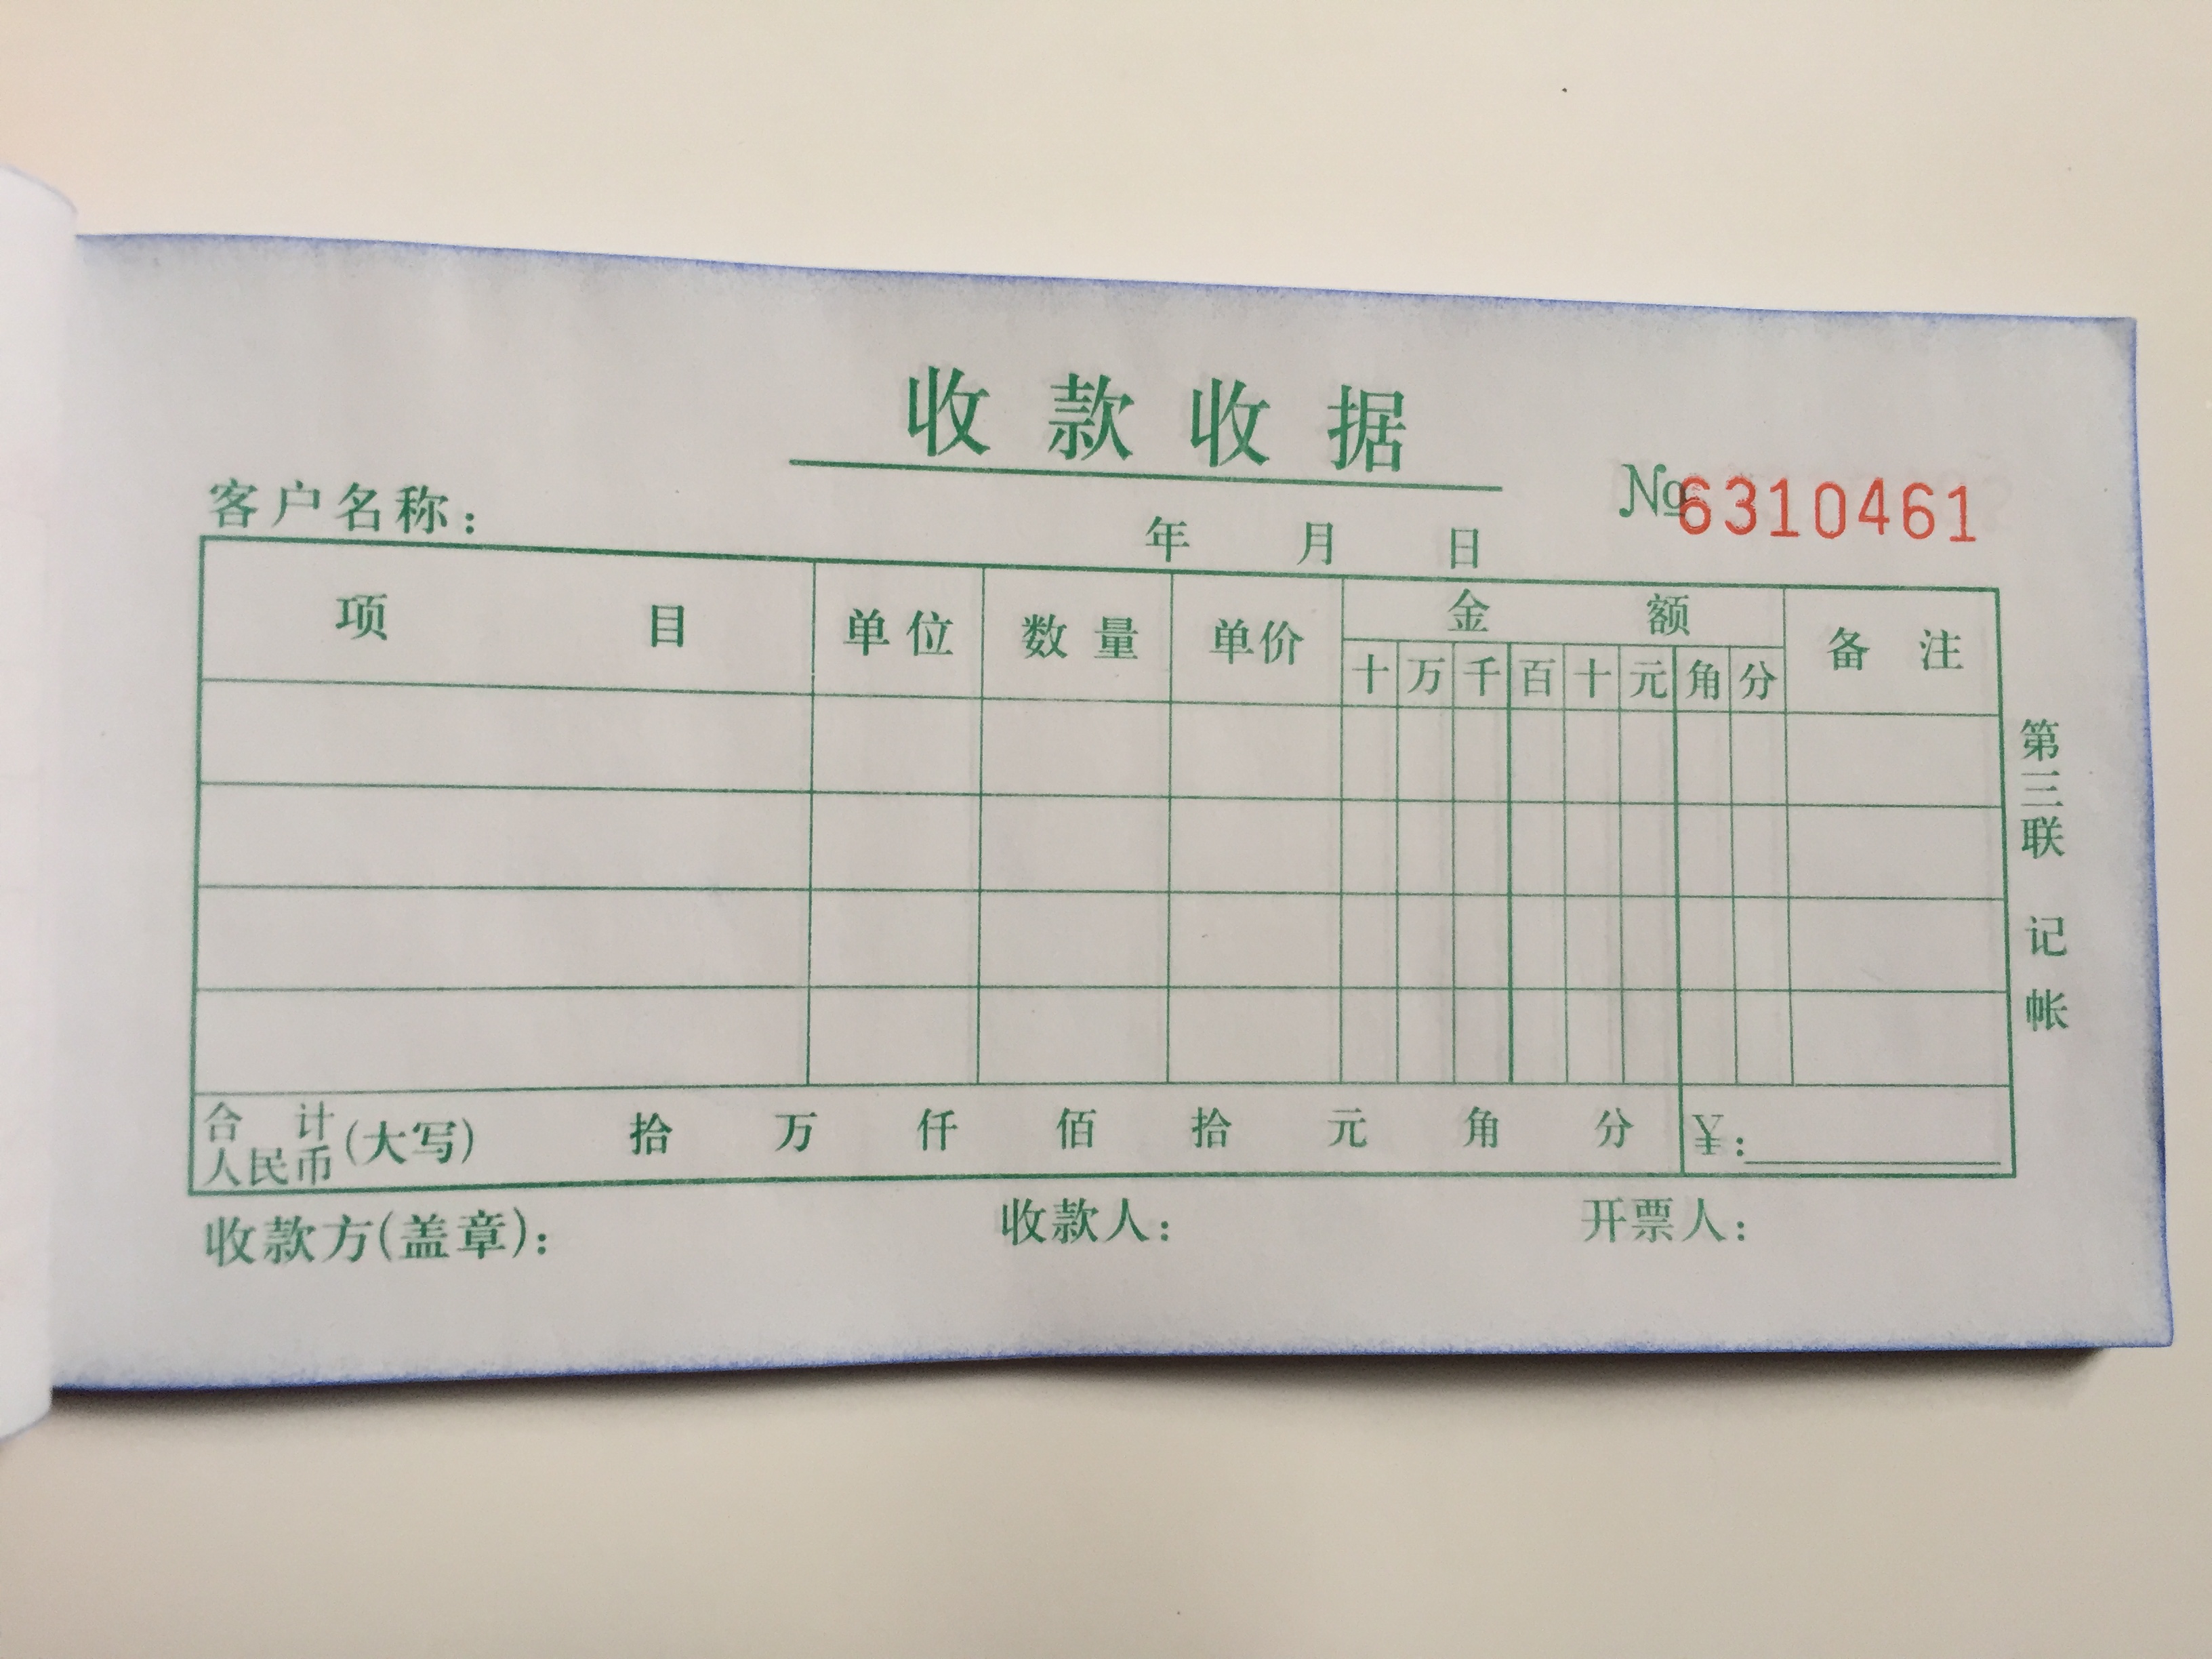 收款收据
№6310461
客户名称：
年 月 日
项目 单位 数量 单价 金额 备注
十 万 千 百 十 元 角 分
第三联 记帐
合计
人民币 (大写) 拾 万 仟 佰 拾 元 角 分 ¥：
收款方(盖章)： 收款人： 开票人：